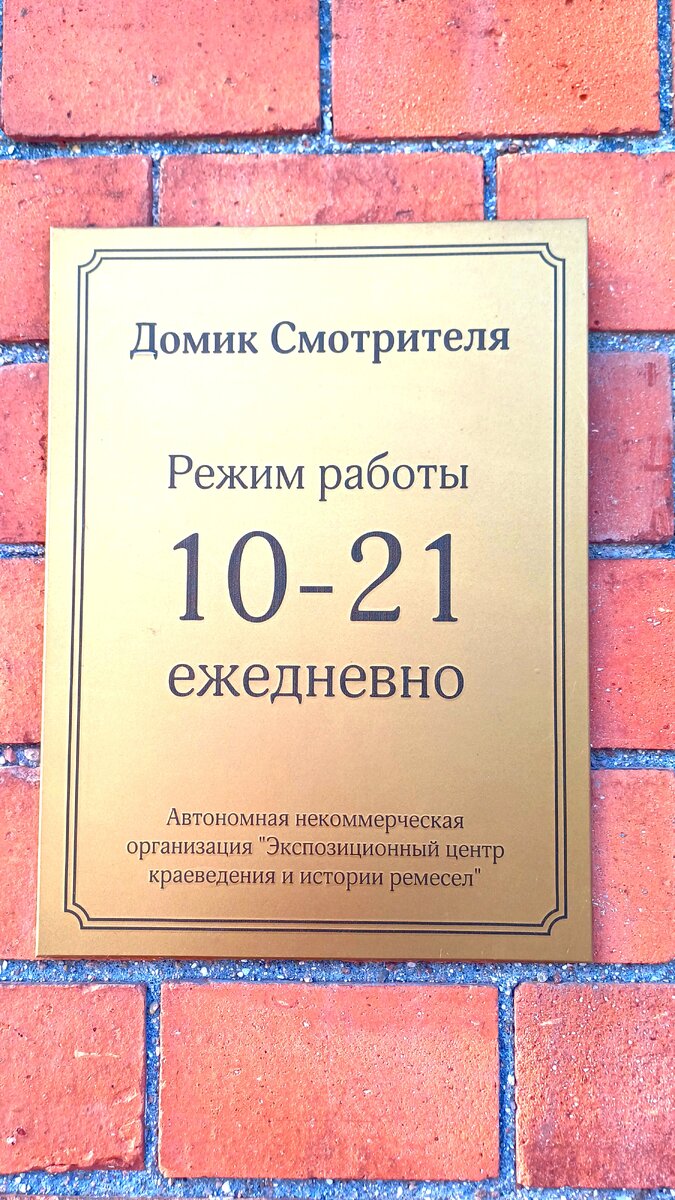 Домик Смотрителя
Режим работы
10-21
ежедневно
Автономная некоммерческая
организация "Экспозиционный центр
краеведения и истории ремесел"